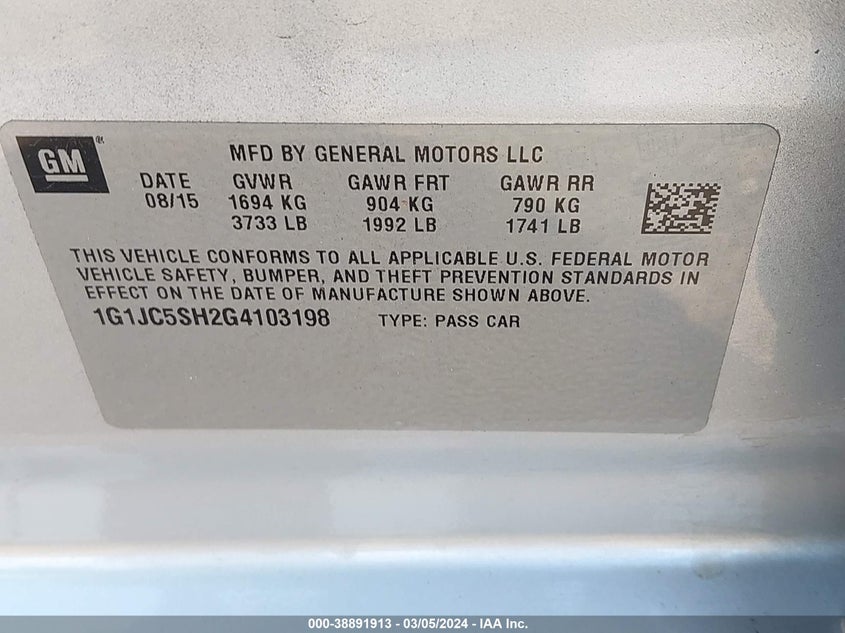 GM®
MFD BY GENERAL MOTORS LLC
DATE GVWR GAWR FRT GAWR RR
08/15 1694 KG 904 KG 790 KG
3733 LB 1992 LB 1741 LB
THIS VEHICLE CONFORMS TO ALL APPLICABLE U.S. FEDERAL MOTOR
VEHICLE SAFETY, BUMPER, AND THEFT PREVENTION STANDARDS IN
EFFECT ON THE DATE OF MANUFACTURE SHOWN ABOVE.
1G1JC5SH2G4103198 TYPE: PASS CAR
000-38891913 - 03/05/2024 - IAA Inc.